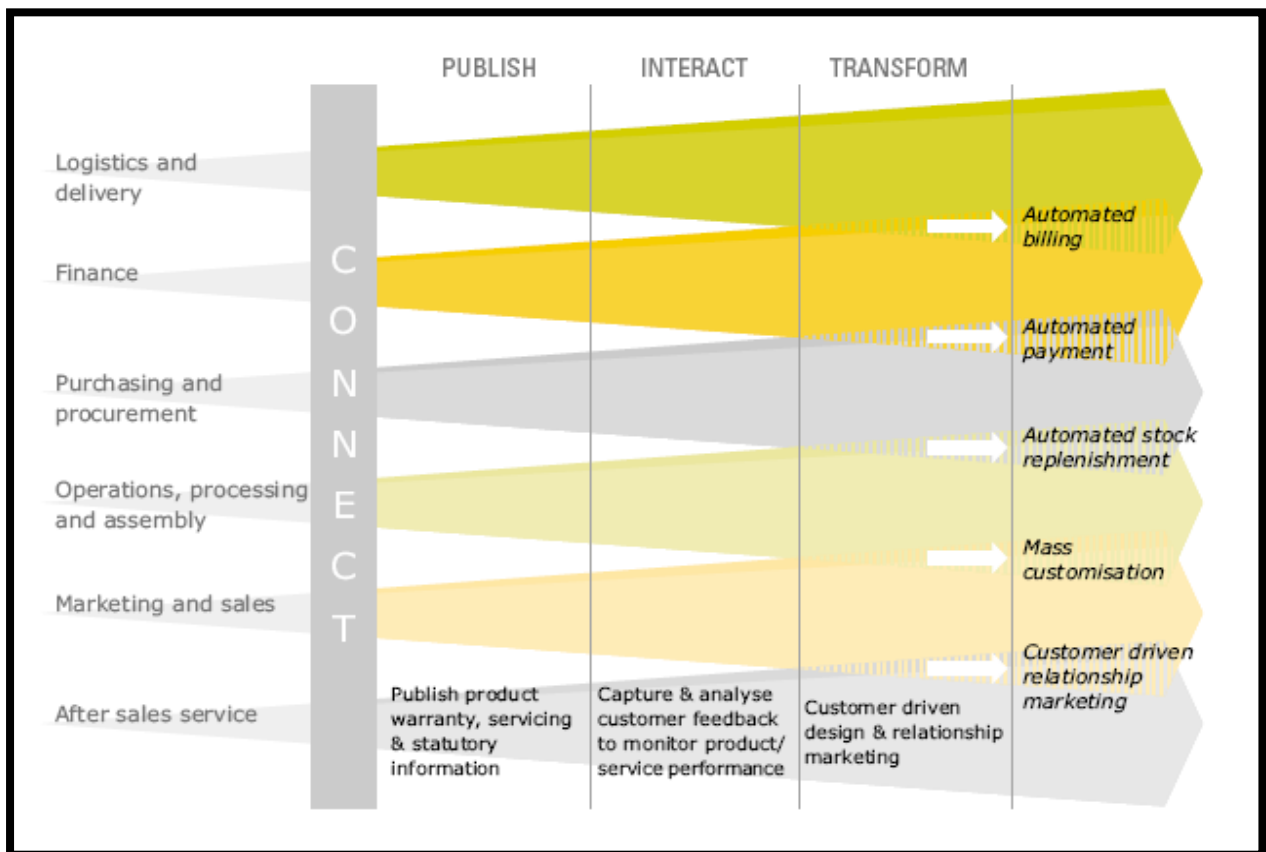 PUBLISH INTERACT TRANSFORM
Logistics and
delivery
Finance
Purchasing and
procurement
Operations, processing
and assembly
Marketing and sales
After sales service
C
O
N
N
E
C
T
Automated
billing
Automated
payment
Automated stock
replenishment
Mass
customisation
Customer driven
relationship
marketing
Publish product
warranty, servicing
& statutory
information
Capture & analyse
customer feedback
to monitor product/
service performance
Customer driven
design & relationship
marketing